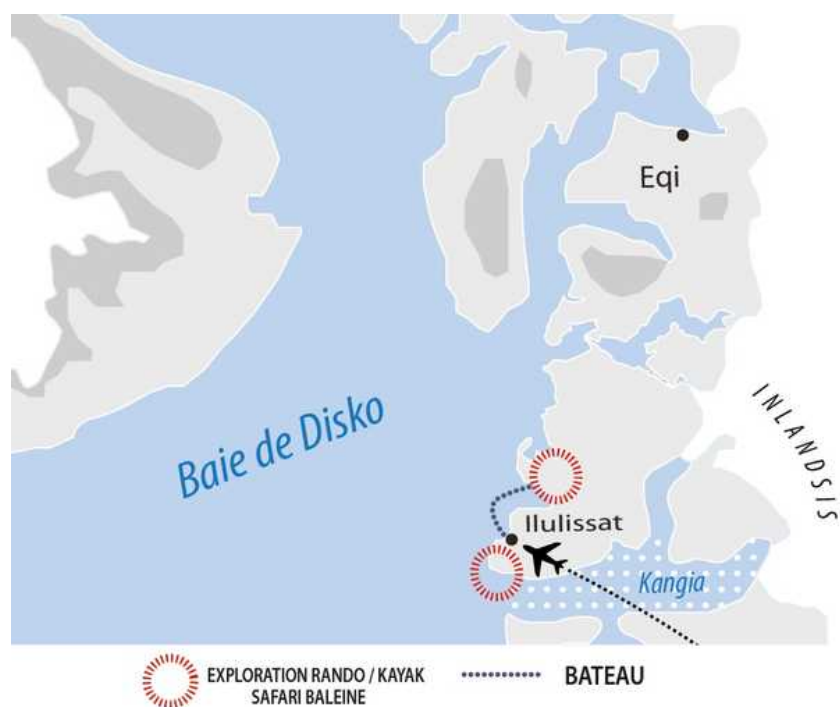 Eqi
Baie de Disko
INLANDSIS
Ilulissat
Kangia
EXPLORATION RANDO / KAYAK
SAFARI BALEINE
BATEAU